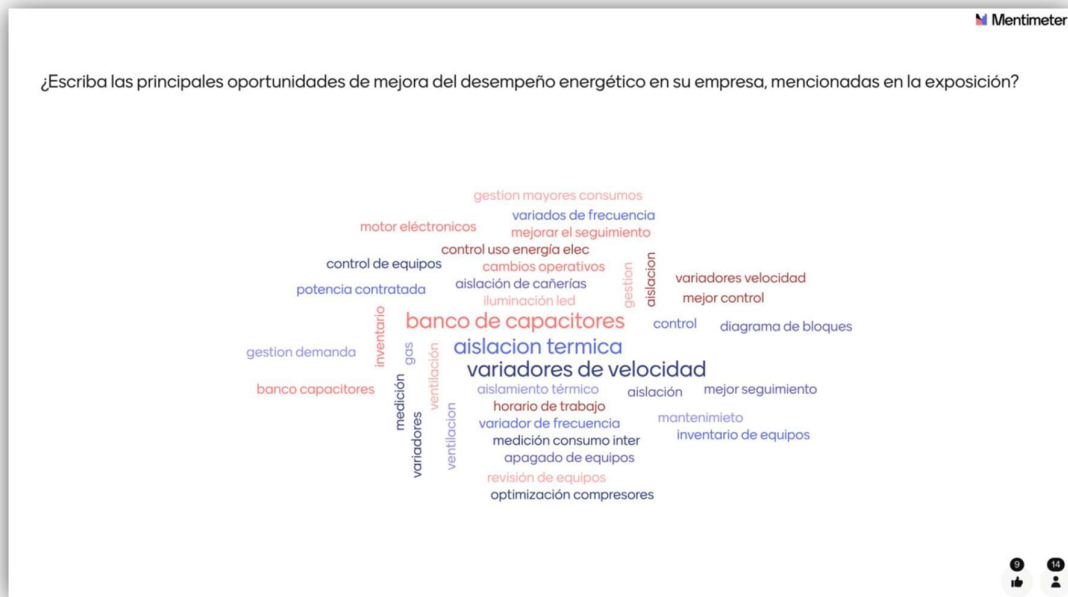 Mentimeter
¿Escriba las principales oportunidades de mejora del desempeño energético en su empresa, mencionadas en la exposición?
gestion mayores consumos
variados de frecuencia
motor eléctronicos
mejorar el seguimiento
control uso energía elec
control de equipos
cambios operativos
gestion
aislacion
variadores velocidad
potencia contratada
aislación de cañerías
iluminación led
mejor control
inventario
banco de capacitores
control
diagrama de bloques
gestion demanda
gas
ventilación
aislacion termica
variadores de velocidad
banco capacitores
medición
aislamiento térmico
aislación
mejor seguimiento
variadores
ventilacion
horario de trabajo
variador de frecuencia
mantenimieto
medición consumo inter
inventario de equipos
apagado de equipos
revisión de equipos
optimización compresores
9
14